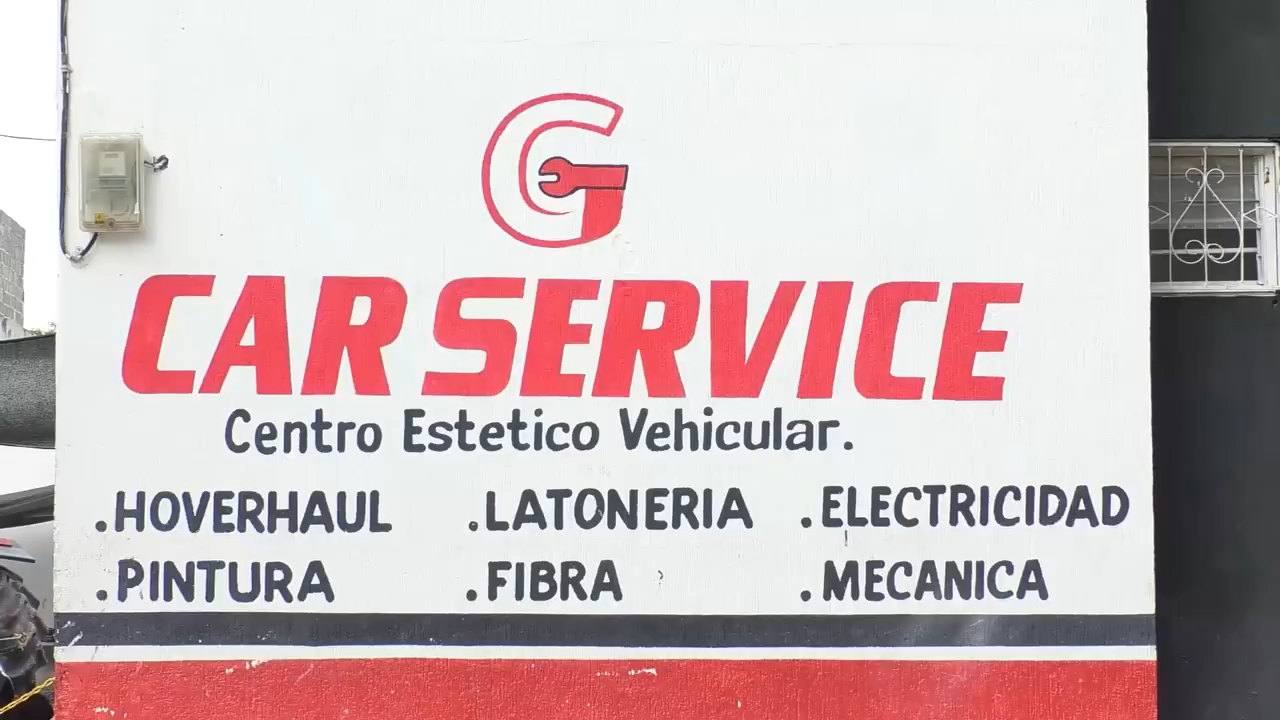 G
CAR SERVICE
Centro Estetico Vehicular.
.HOVERHAUL .LATONERIA .ELECTRICIDAD
.PINTURA .FIBRA .MECANICA